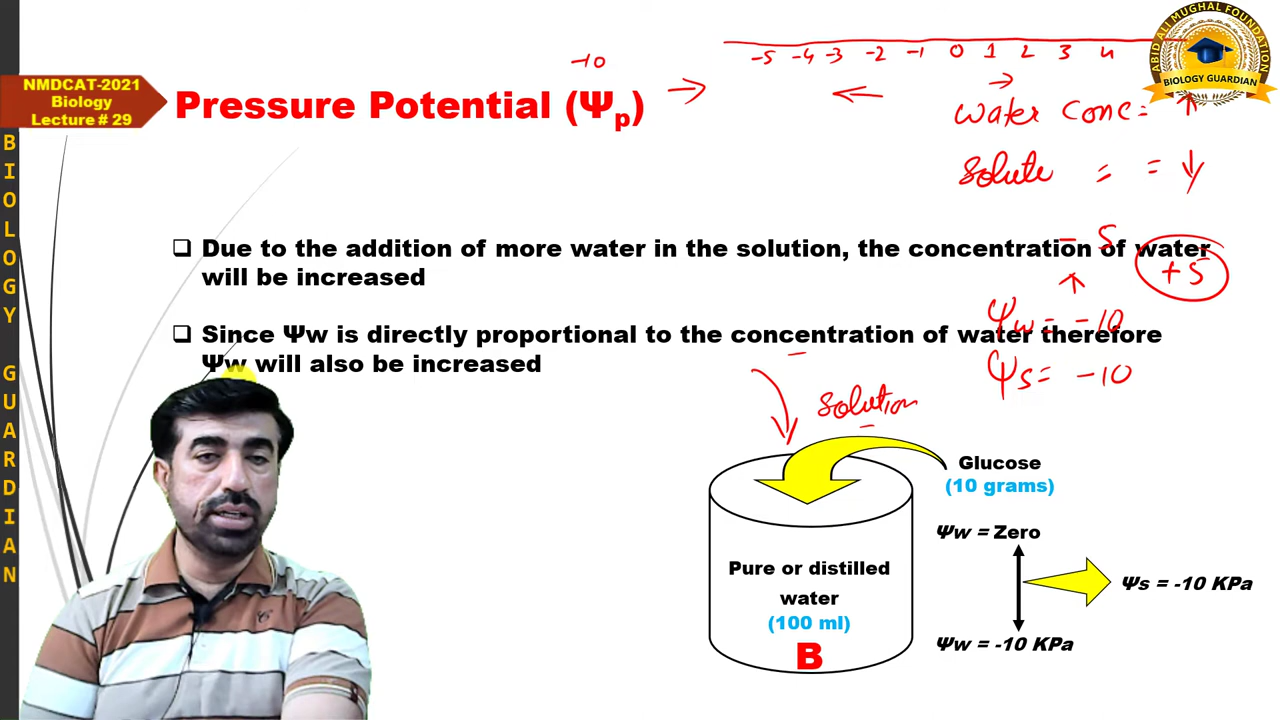 NMDCAT-2021
Biology
Lecture # 29
BIOLOGY GUARDIAN
Pressure Potential (Ψp)
-10
-5 -4 -3 -2 -1 0 1 2 3 4
ABID ALI MUGHAL FOUNDATION
BIOLOGY GUARDIAN
→ ← →
water conc = ↑
Solute = = ↓
❑ Due to the addition of more water in the solution, the concentration of water
will be increased
- 5
+5
↑
❑ Since Ψw is directly proportional to the concentration of water therefore
Ψw will also be increased
Ψw = -10
Ψs = -10
solution
Glucose
(10 grams)
Ψw = Zero
Pure or distilled
water
(100 ml)
B
Ψs = -10 KPa
Ψw = -10 KPa